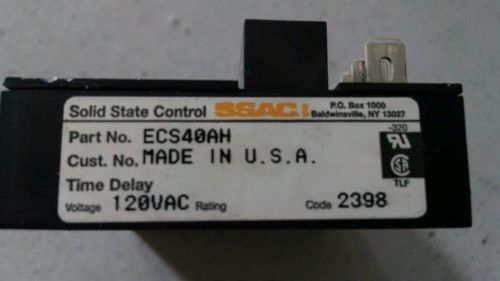 Solid State Control SSAC P.O. Box 1000
Baldwinsville, NY 13027
Part No. ECS40AH -320
Cust. No. MADE IN U.S.A.
Time Delay TLF
Voltage 120VAC Rating Code 2398